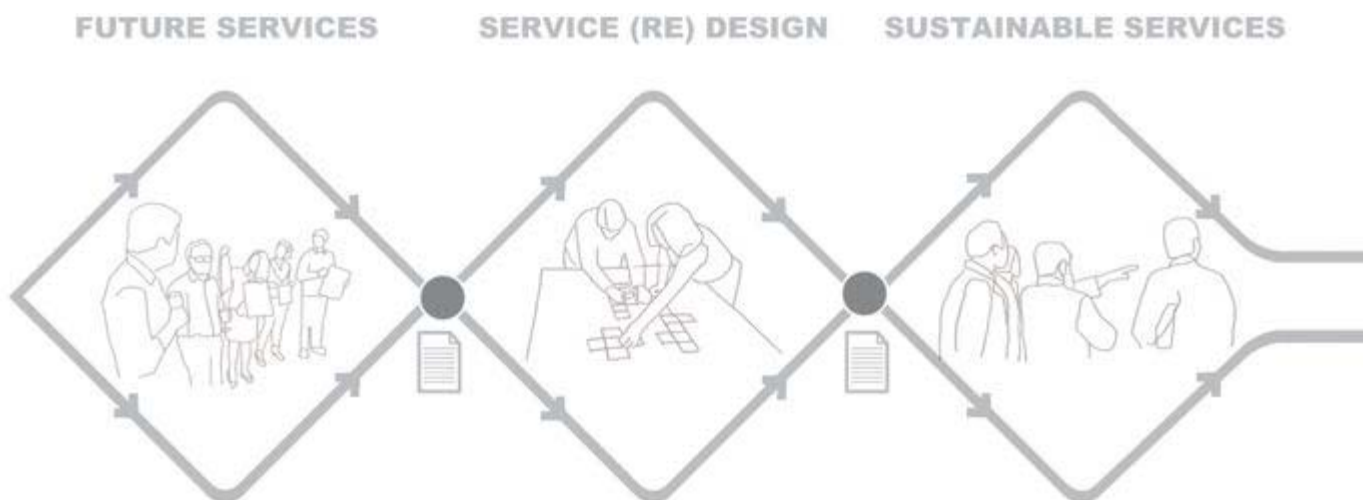 FUTURE SERVICES
SERVICE (RE) DESIGN
SUSTAINABLE SERVICES